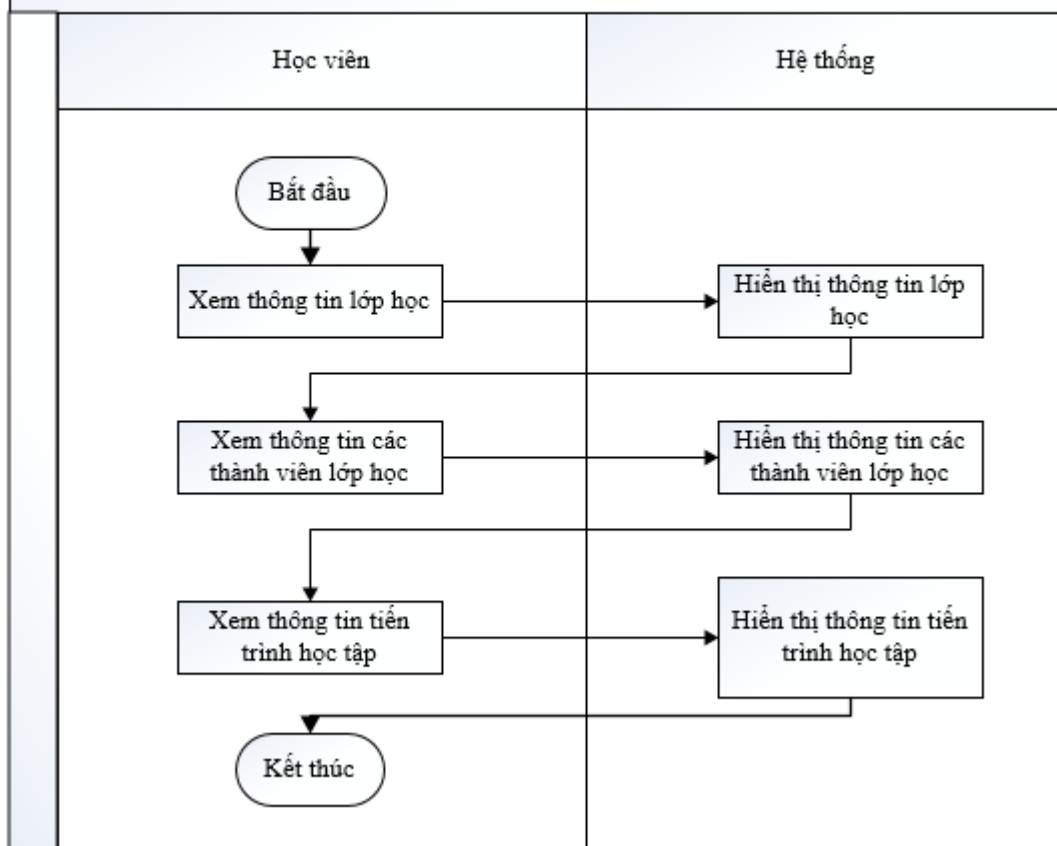 Học viên
Hệ thống
Bắt đầu
Xem thông tin lớp học
Hiển thị thông tin lớp
học
Xem thông tin các
thành viên lớp học
Hiển thị thông tin các
thành viên lớp học
Xem thông tin tiến
trình học tập
Hiển thị thông tin tiến
trình học tập
Kết thúc